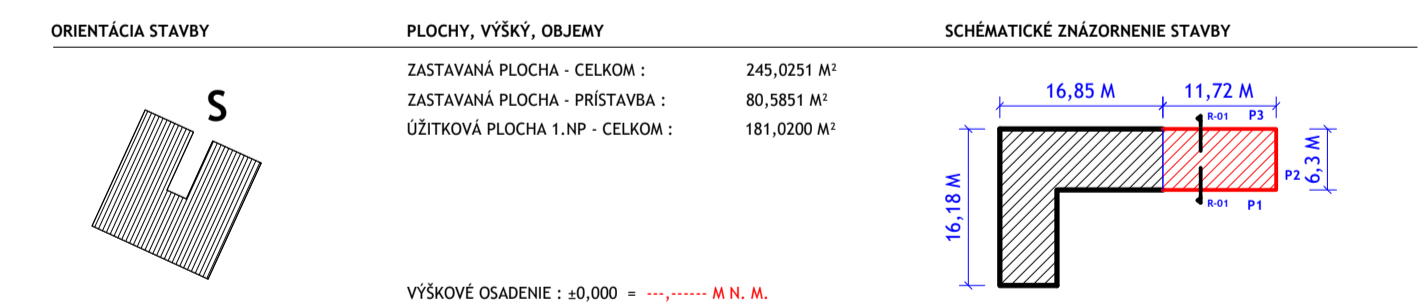 ORIENTÁCIA STAVBY
S
PLOCHY, VÝŠKÝ, OBJEMY
ZASTAVANÁ PLOCHA - CELKOM : 245,0251 M²
ZASTAVANÁ PLOCHA - PRÍSTAVBA : 80,5851 M²
ÚŽITKOVÁ PLOCHA 1.NP - CELKOM : 181,0200 M²
VÝŠKOVÉ OSADENIE : ±0,000 = ---,------ M N. M.
SCHÉMATICKÉ ZNÁZORNENIE STAVBY
16,85 M 11,72 M
R-01 P3
16,18 M
P2 6,3 M
R-01 P1